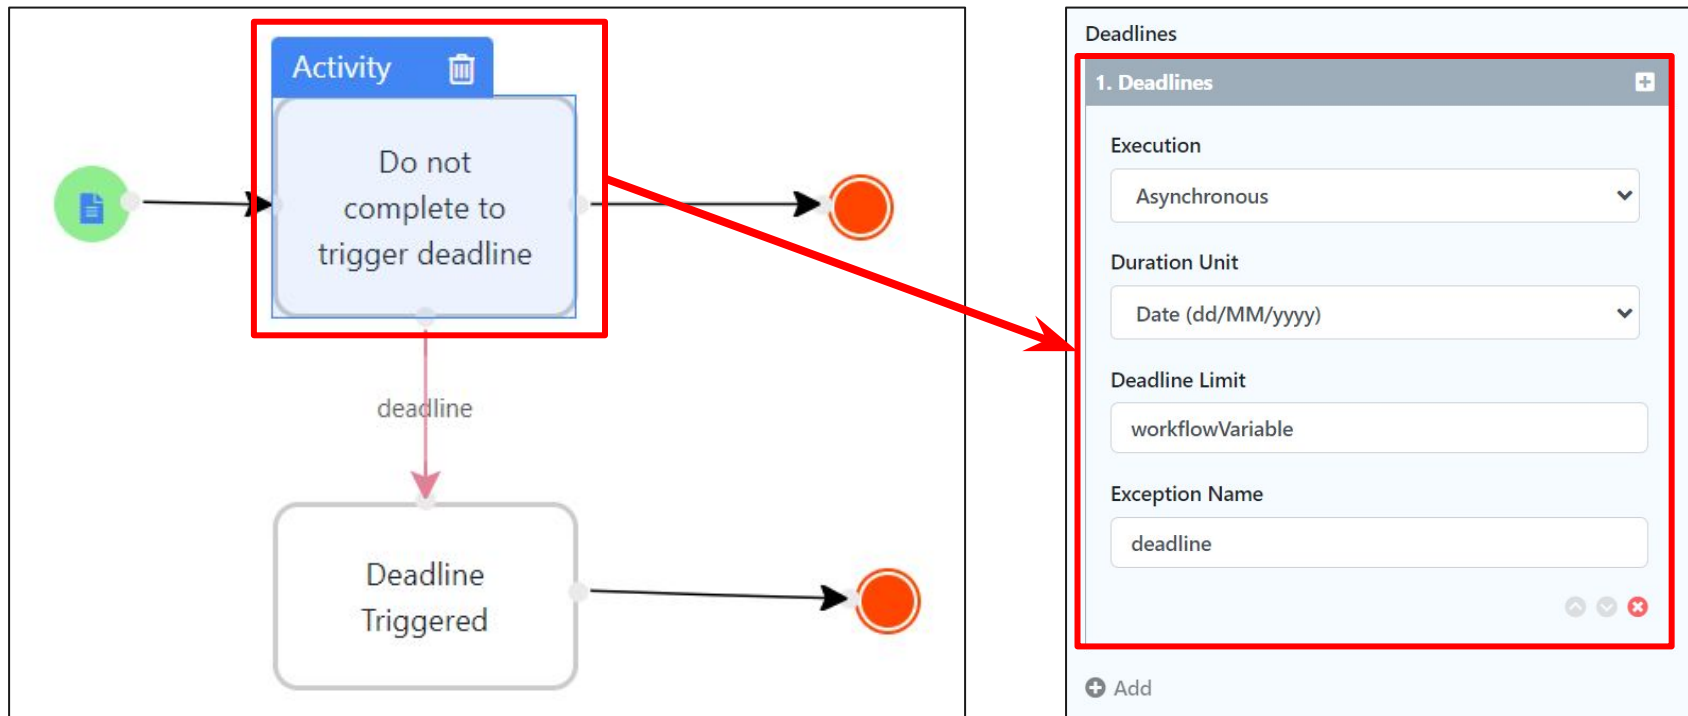 Activity
Do not
complete to
trigger deadline
deadline
Deadline
Triggered
Deadlines
1. Deadlines
Execution
Asynchronous
Duration Unit
Date (dd/MM/yyyy)
Deadline Limit
workflowVariable
Exception Name
deadline
Add